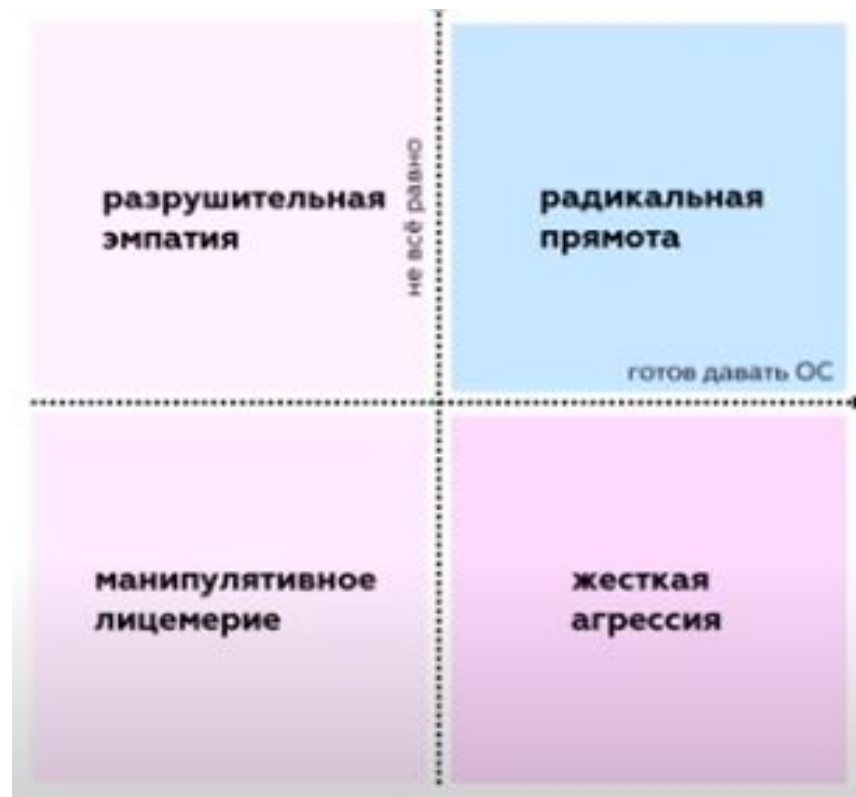 разрушительная
эмпатия
не всё равно
радикальная
прямота
готов давать ОС
манипулятивное
лицемерие
жесткая
агрессия